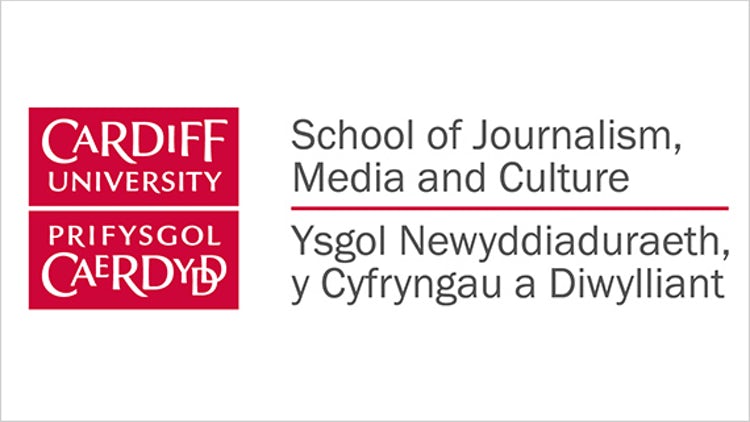 CARDIFF
UNIVERSITY
PRIFYSGOL
CAERDYDD
School of Journalism,
Media and Culture
Ysgol Newyddiaduraeth,
y Cyfryngau a Diwylliant